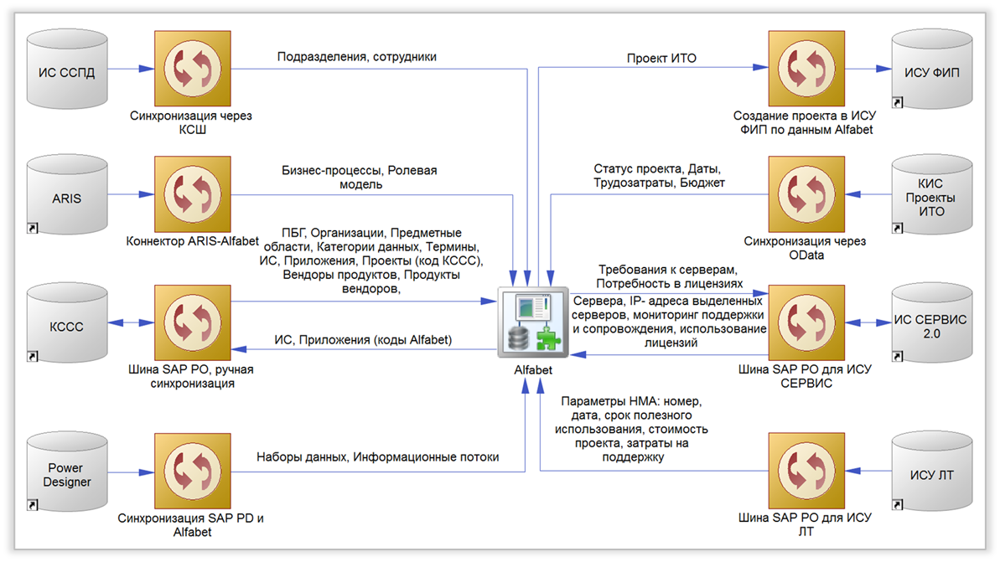 ИС ССПД
Синхронизация через
КСШ
Подразделения, сотрудники
Проект ИТО
Создание проекта в ИСУ
ФИП по данным Alfabet
ИСУ ФИП
ARIS
Коннектор ARIS-Alfabet
Бизнес-процессы, Ролевая
модель
Статус проекта, Даты,
Трудозатраты, Бюджет
Синхронизация через
OData
КИС
Проекты
ИТО
ПБГ, Организации, Предметные
области, Категории данных, Термины,
ИС, Приложения, Проекты (код КССС),
Вендоры продуктов, Продукты
вендоров,
КССС
Шина SAP PO, ручная
синхронизация
ИС, Приложения (коды Alfabet)
Alfabet
Требования к серверам,
Потребность в лицензиях
Сервера, IP- адреса выделенных
серверов, мониторинг поддержки
и сопровождения, использование
лицензий
Шина SAP PO для ИСУ
СЕРВИС
ИС СЕРВИС
2.0
Power
Designer
Синхронизация SAP PD и
Alfabet
Наборы данных, Информационные потоки
Параметры НМА: номер,
дата, срок полезного
использования, стоимость
проекта, затраты на
поддержку
Шина SAP PO для ИСУ
ЛТ
ИСУ ЛТ